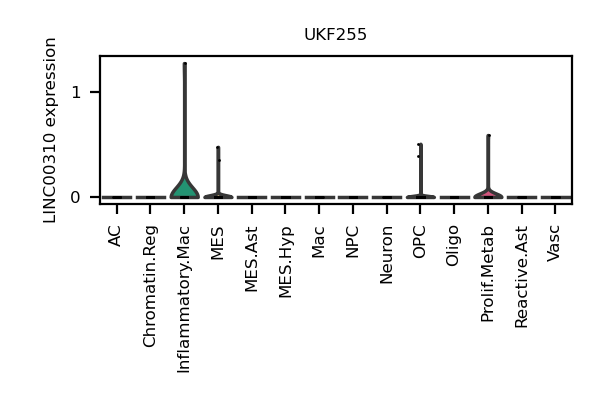 UKF255
LINC00310 expression
1
0
AC
Chromatin.Reg
Inflammatory.Mac
MES
MES.Ast
MES.Hyp
Mac
NPC
Neuron
OPC
Oligo
Prolif.Metab
Reactive.Ast
Vasc